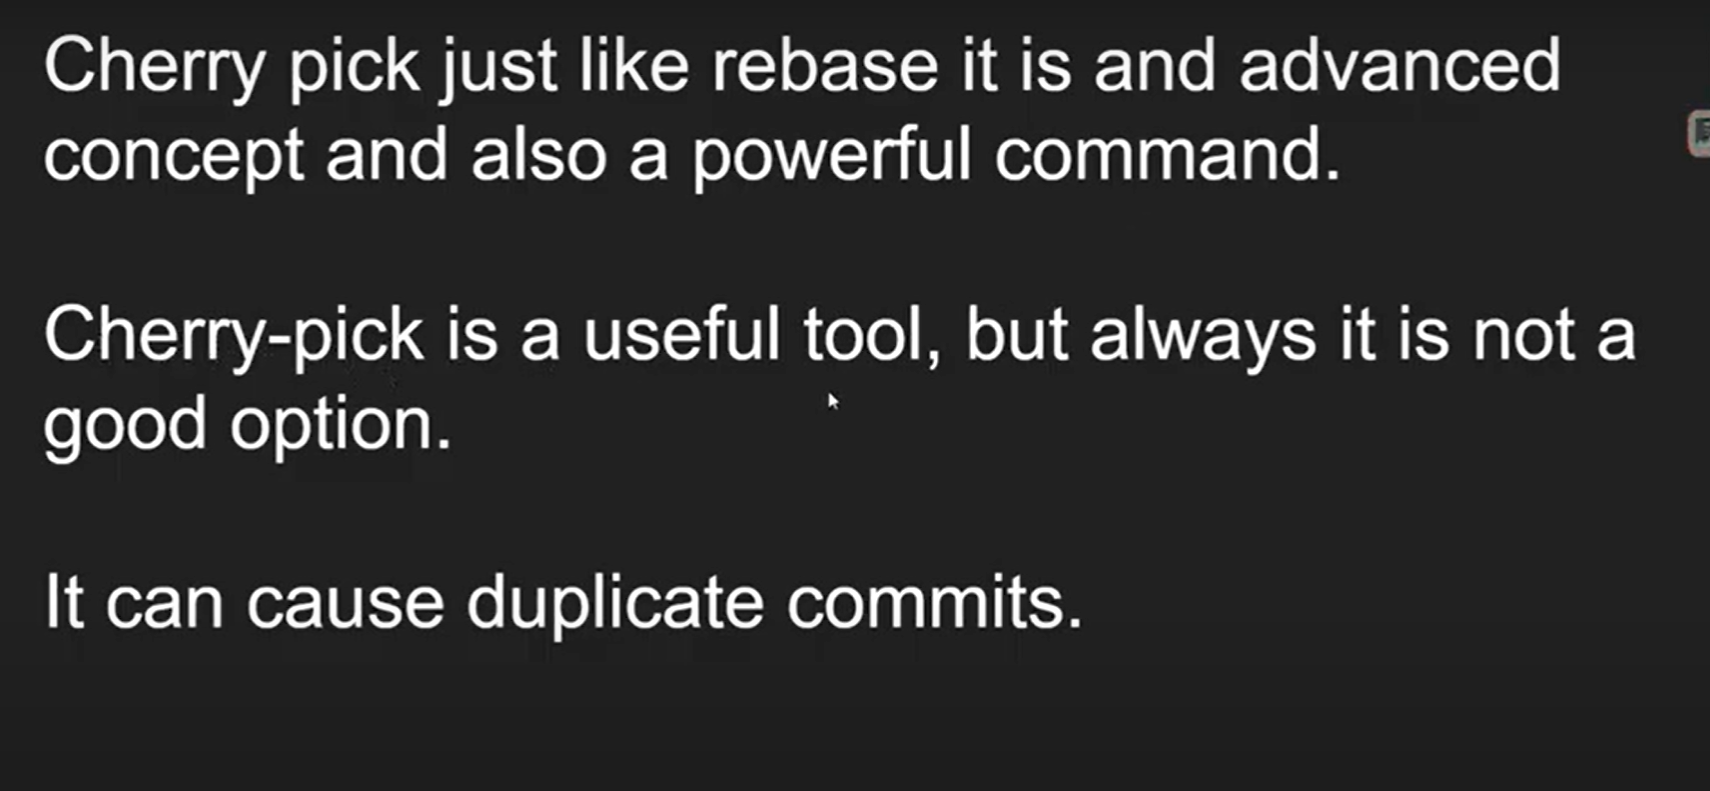 Cherry pick just like rebase it is and advanced
concept and also a powerful command.
Cherry-pick is a useful tool, but always it is not a
good option.
It can cause duplicate commits.